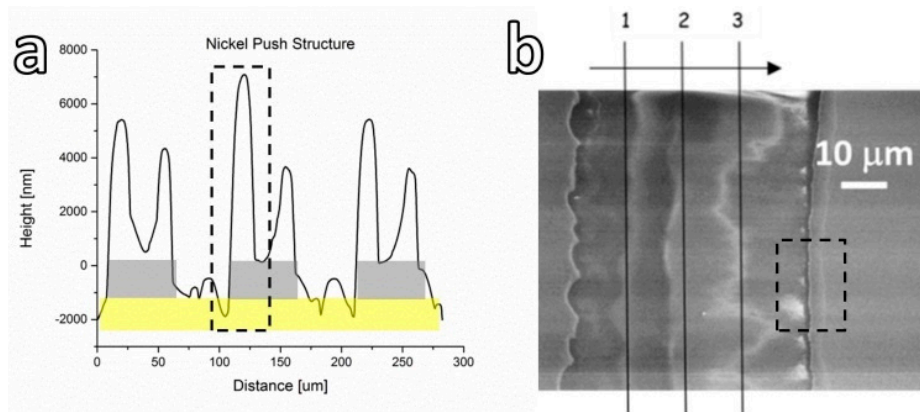 a
Nickel Push Structure
8000
6000
4000
2000
0
-2000
Height [nm]
0 50 100 150 200 250 300
Distance [um]
b
1 2 3
10 μm